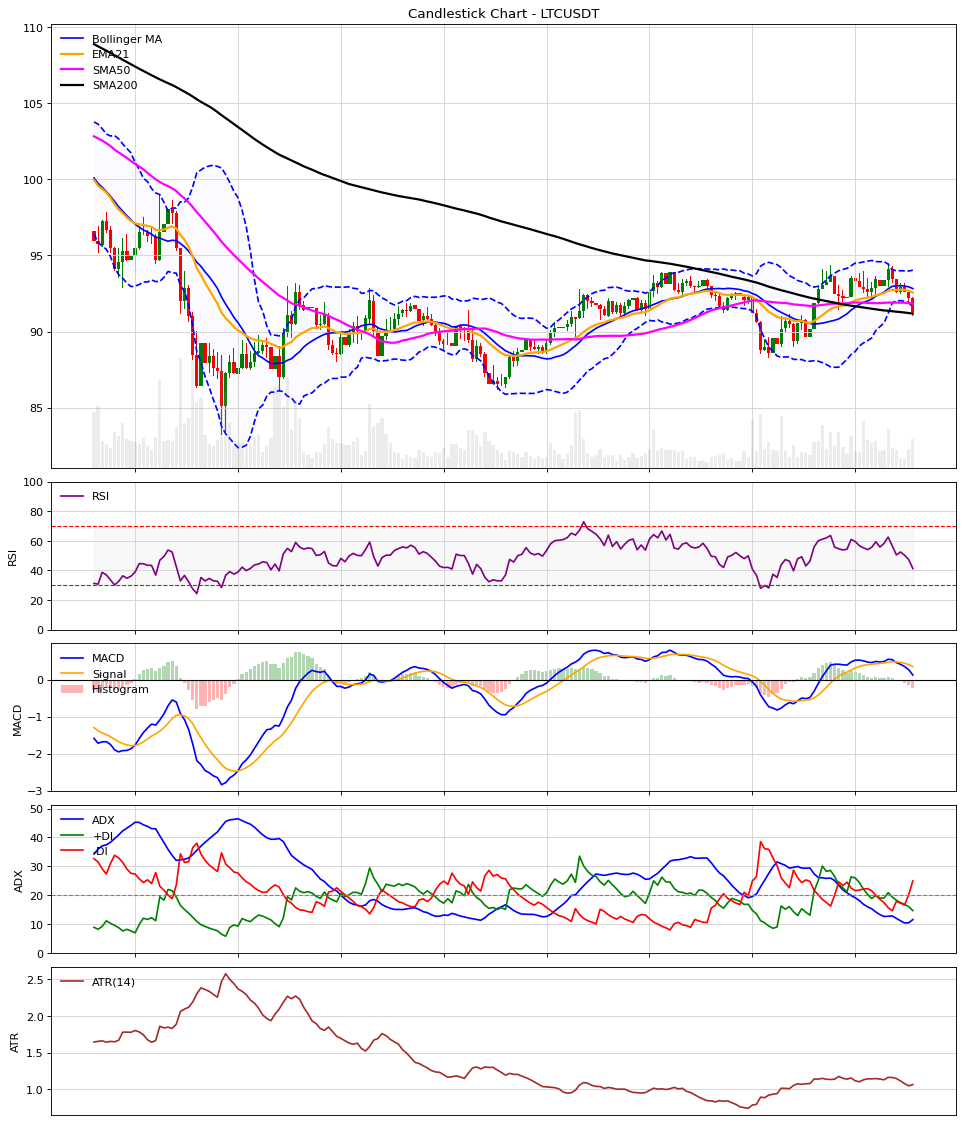 Candlestick Chart - LTCUSDT
110
105
100
95
90
85
Bollinger MA
EMA21
SMA50
SMA200
100
80
60
40
20
0
RSI
RSI
0
−1
−2
−3
MACD
MACD
Signal
Histogram
50
40
30
20
10
0
ADX
ADX
+DI
-DI
2.5
2.0
1.5
1.0
ATR
ATR(14)